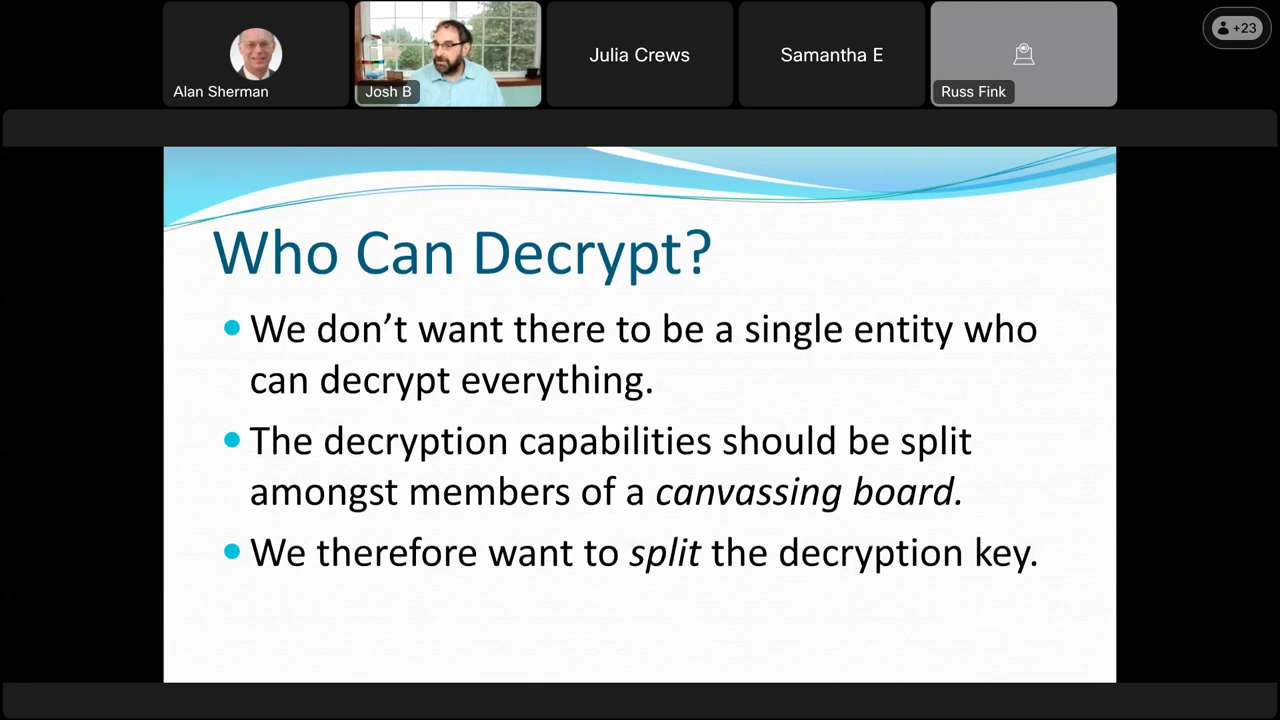 Alan Sherman
Josh B
Julia Crews
Samantha E
Russ Fink
+23
Who Can Decrypt?
• We don’t want there to be a single entity who
can decrypt everything.
• The decryption capabilities should be split
amongst members of a canvassing board.
• We therefore want to split the decryption key.